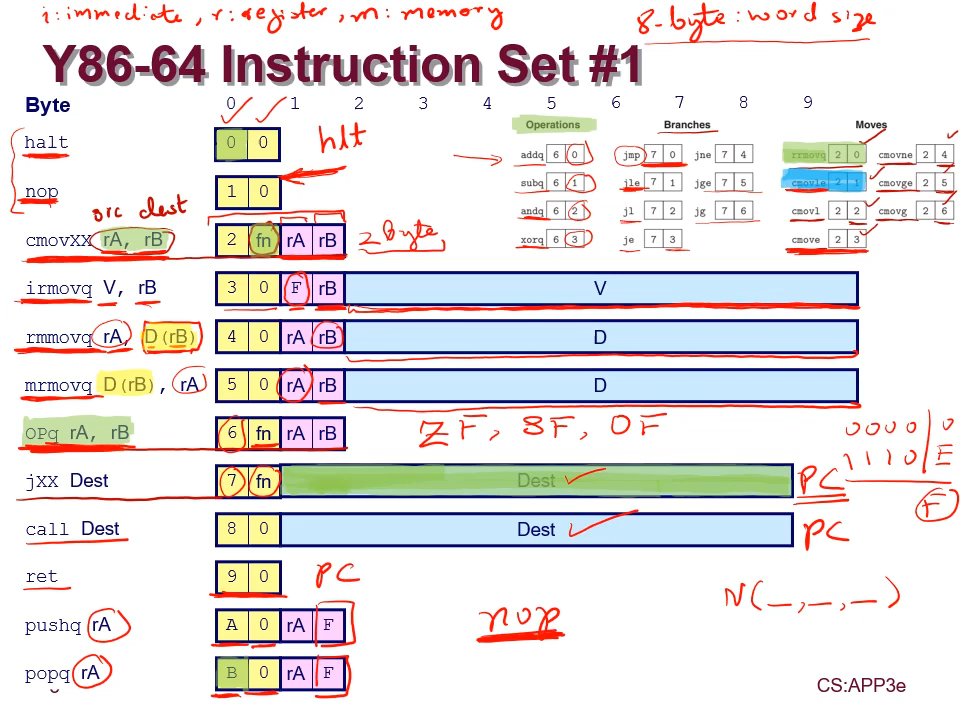 i: immediate, r: register, m: memory
8-byte: word size
Y86-64 Instruction Set #1
Byte 0 1 2 3 4 5 6 7 8 9
halt 0 0 hlt
nop 1 0
src dest
cmovXX rA, rB 2 fn rA rB 2 Byte
irmovq V, rB 3 0 F rB V
rmmovq rA, D(rB) 4 0 rA rB D
mrmovq D(rB), rA 5 0 rA rB D
OPq rA, rB 6 fn rA rB ZF, SF, OF
jXX Dest 7 fn Dest PC
call Dest 8 0 Dest PC
ret 9 0 PC
pushq rA A 0 rA F
popq rA B 0 rA F
Operations
addq 6 0
subq 6 1
andq 6 2
xorq 6 3
Branches
jmp 7 0 jne 7 4
jle 7 1 jge 7 5
jl 7 2 jg 7 6
je 7 3
Moves
rrmovq 2 0 cmovne 2 4
cmovle 2 1 cmovge 2 5
cmovl 2 2 cmovg 2 6
cmove 2 3
0000 0
1110 E
F
N(_,_,_)
nop
CS:APP3e